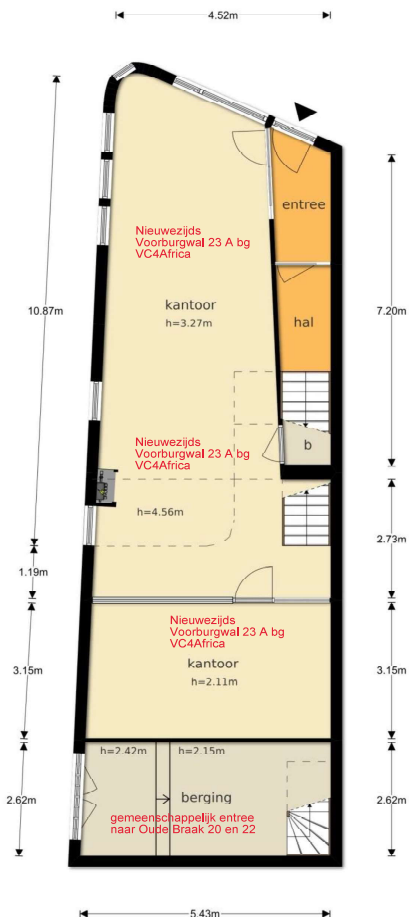 4.52m
entree
Nieuwezijds
Voorburgwal 23 A bg
VC4Africa
10.87m
kantoor
h=3.27m
hal
7.20m
Nieuwezijds
Voorburgwal 23 A bg
VC4Africa
b
h=4.56m
2.73m
1.19m
Nieuwezijds
Voorburgwal 23 A bg
VC4Africa
kantoor
h=2.11m
3.15m
3.15m
h=2.42m
h=2.15m
berging
2.62m
2.62m
gemeenschappelijk entree
naar Oude Braak 20 en 22
5.43m